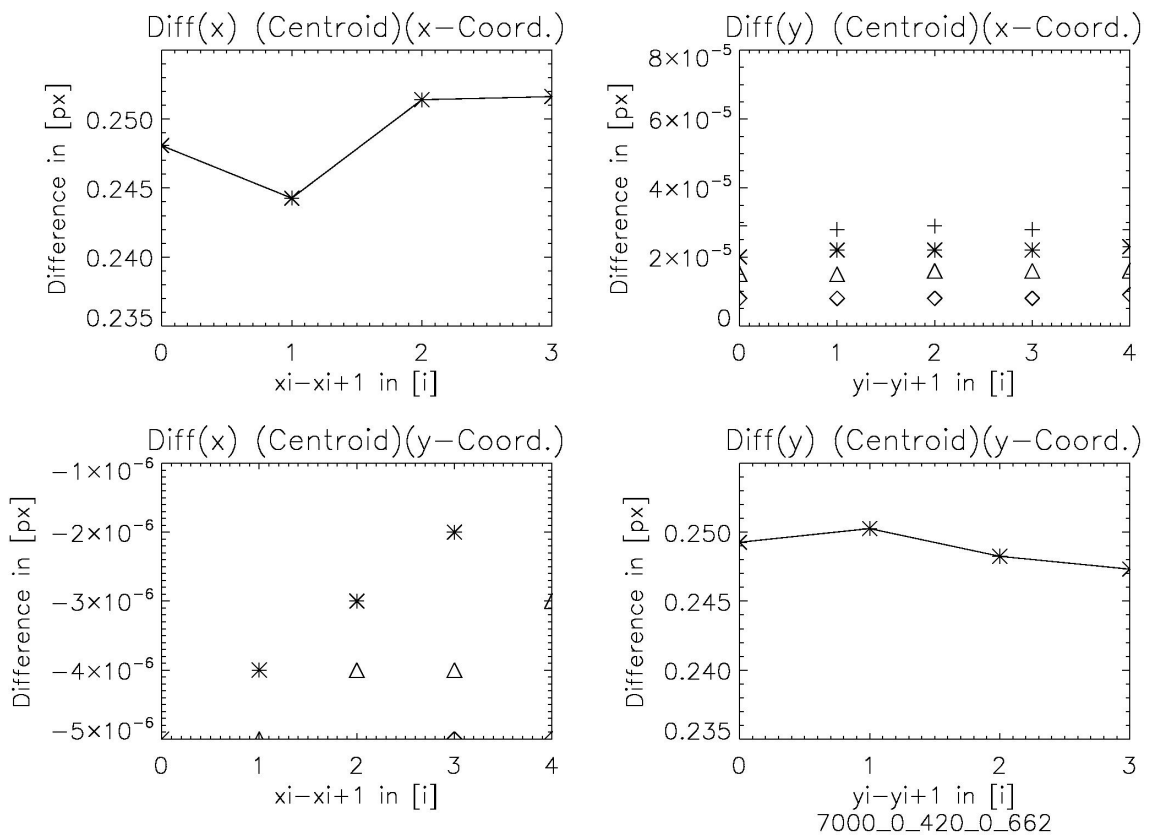 Diff(x) (Centroid)(x-Coord.)
Difference in [px]
0.250
0.245
0.240
0.235
0 1 2 3
xi-xi+1 in [i]
Diff(y) (Centroid)(x-Coord.)
Difference in [px]
8×10⁻⁵
6×10⁻⁵
4×10⁻⁵
2×10⁻⁵
0
0 1 2 3 4
yi-yi+1 in [i]
Diff(x) (Centroid)(y-Coord.)
Difference in [px]
-1×10⁻⁶
-2×10⁻⁶
-3×10⁻⁶
-4×10⁻⁶
-5×10⁻⁶
0 1 2 3 4
xi-xi+1 in [i]
Diff(y) (Centroid)(y-Coord.)
Difference in [px]
0.250
0.245
0.240
0.235
0 1 2 3
yi-yi+1 in [i]
7000_0_420_0_662